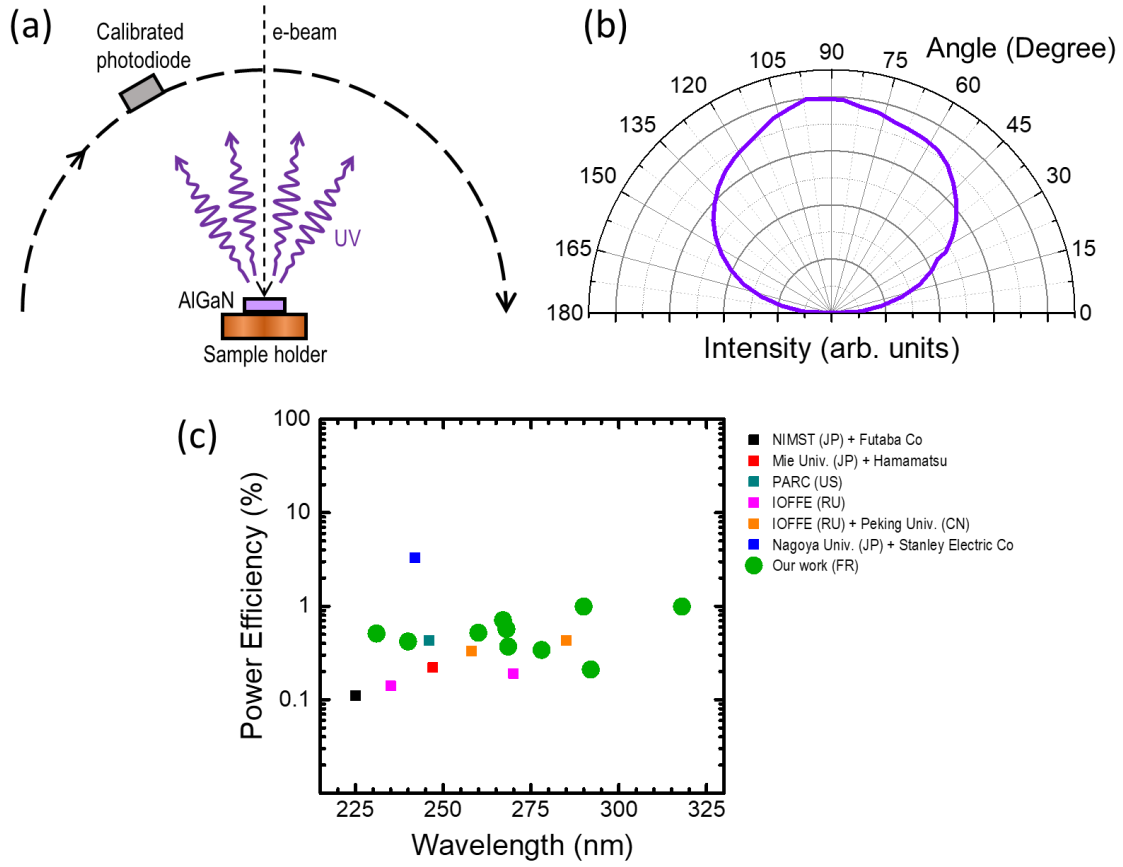 (a)
Calibrated
photodiode
e-beam
UV
AlGaN
Sample holder
(b)
Angle (Degree)
0
15
30
45
60
75
90
105
120
135
150
165
180
Intensity (arb. units)
(c)
Power Efficiency (%)
100
10
1
0.1
225
250
275
300
325
Wavelength (nm)
NIMST (JP) + Futaba Co
Mie Univ. (JP) + Hamamatsu
PARC (US)
IOFFE (RU)
IOFFE (RU) + Peking Univ. (CN)
Nagoya Univ. (JP) + Stanley Electric Co
Our work (FR)